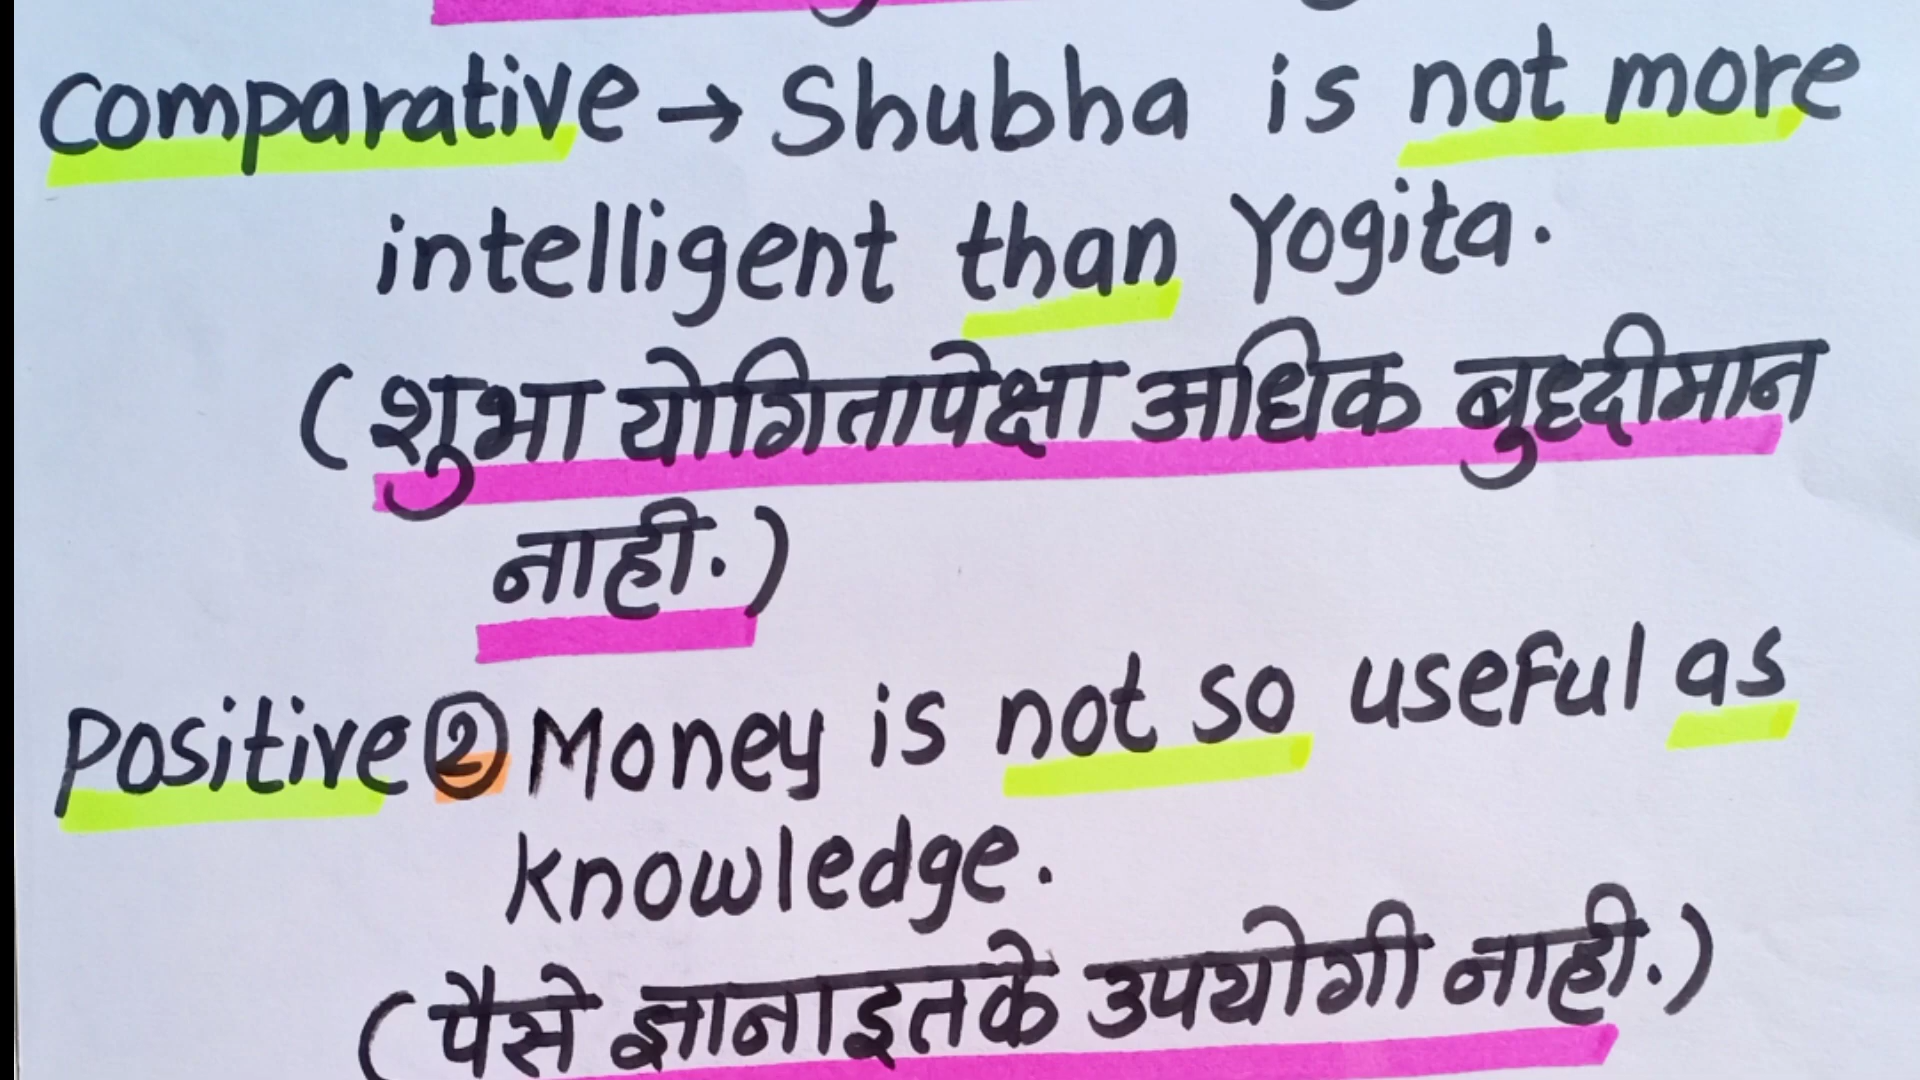 Comparative → Shubha is not more
intelligent than Yogita.
(शुभा योगितापेक्षा अधिक बुद्दीमान
नाही.)
Positive ② Money is not so useful as
knowledge.
(पैसे ज्ञानाइतके उपयोगी नाही.)